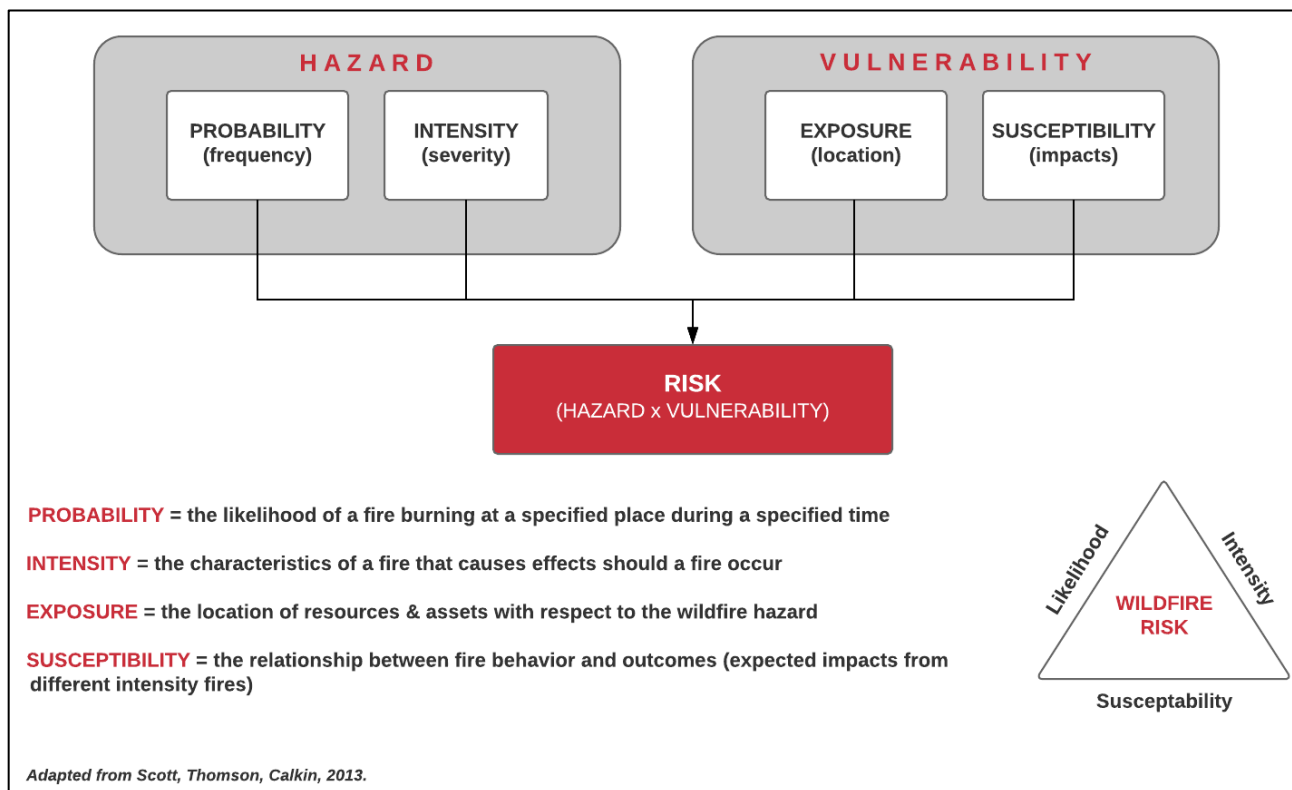 HAZARD
PROBABILITY
(frequency)
INTENSITY
(severity)
VULNERABILITY
EXPOSURE
(location)
SUSCEPTIBILITY
(impacts)
RISK
(HAZARD x VULNERABILITY)
PROBABILITY = the likelihood of a fire burning at a specified place during a specified time
INTENSITY = the characteristics of a fire that causes effects should a fire occur
EXPOSURE = the location of resources & assets with respect to the wildfire hazard
SUSCEPTIBILITY = the relationship between fire behavior and outcomes (expected impacts from
different intensity fires)
Likelihood
Intensity
WILDFIRE
RISK
Susceptability
Adapted from Scott, Thomson, Calkin, 2013.